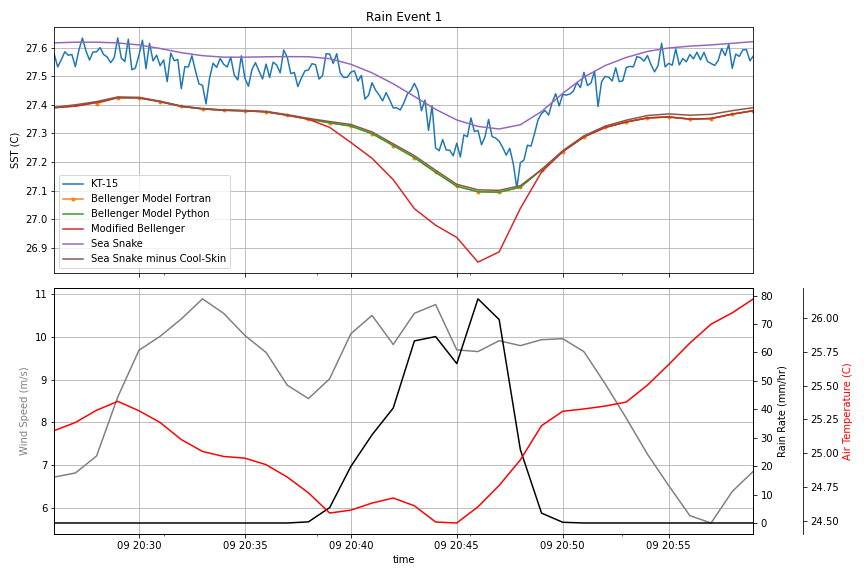 Rain Event 1
SST (C)
27.6
27.5
27.4
27.3
27.2
27.1
27.0
26.9
KT-15
Bellenger Model Fortran
Bellenger Model Python
Modified Bellenger
Sea Snake
Sea Snake minus Cool-Skin
Wind Speed (m/s)
11
10
9
8
7
6
80
70
60
50
40
30
20
10
0
Rain Rate (mm/hr)
26.00
25.75
25.50
25.25
25.00
24.75
24.50
Air Temperature (C)
09 20:30 09 20:35 09 20:40 09 20:45 09 20:50 09 20:55
time